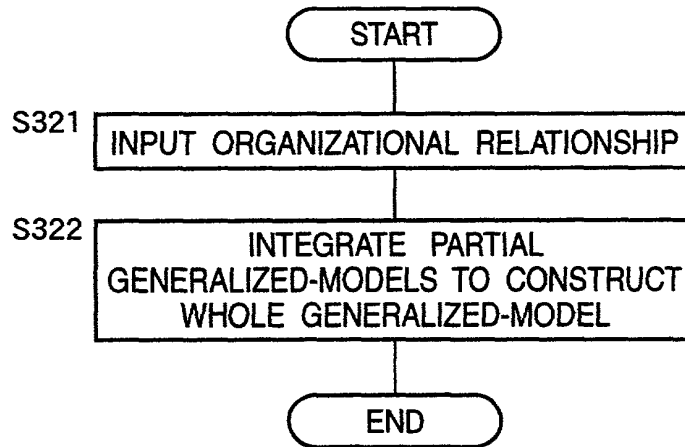 START
S321
INPUT ORGANIZATIONAL RELATIONSHIP
S322
INTEGRATE PARTIAL
GENERALIZED-MODELS TO CONSTRUCT
WHOLE GENERALIZED-MODEL
END